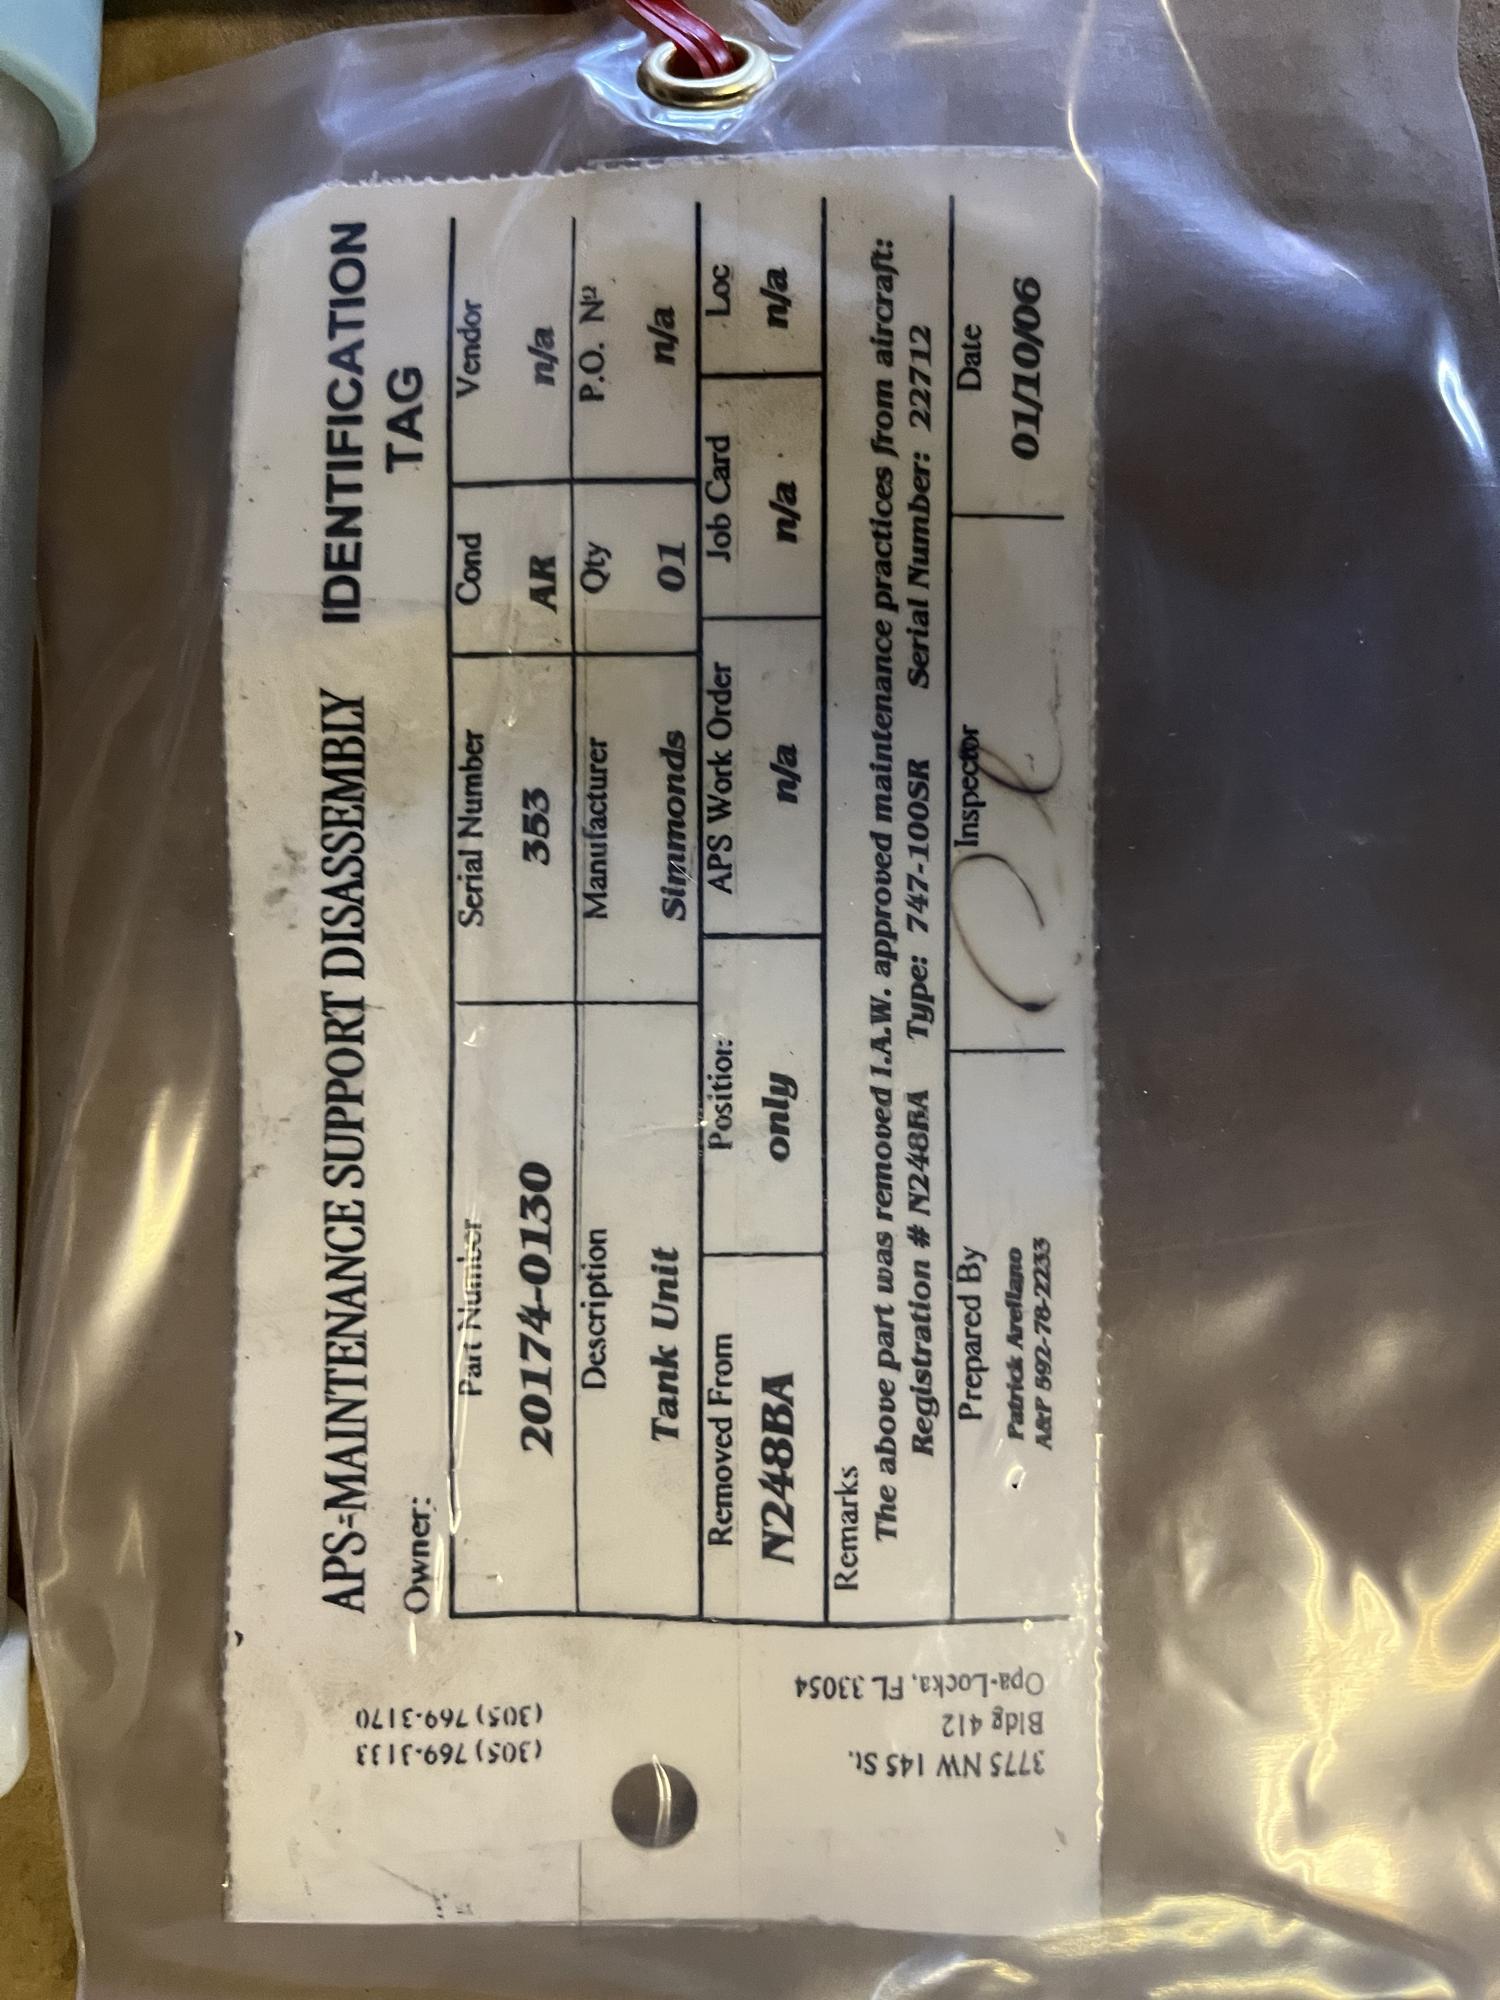 APS-MAINTENANCE SUPPORT DISASSEMBLY IDENTIFICATION
TAG
Owner:
Part Number Serial Number Cond Vendor
20174-0130 353 AR n/a
Description Manufacturer Qty P.O. Nº
Tank Unit Simmonds 01 n/a
Removed From Position: APS Work Order Job Card Loc
N248BA only n/a n/a n/a
Remarks
The above part was removed I.A.W. approved maintenance practices from aircraft:
Registration # N248BA Type: 747-100SR Serial Number: 22712
Prepared By Inspector Date
Patrick Arellano 01/10/06
A&P 592-78-2233
3775 NW 145 St. (305) 769-3133
Bldg 412 (305) 769-3170
Opa-Locka, FL 33054